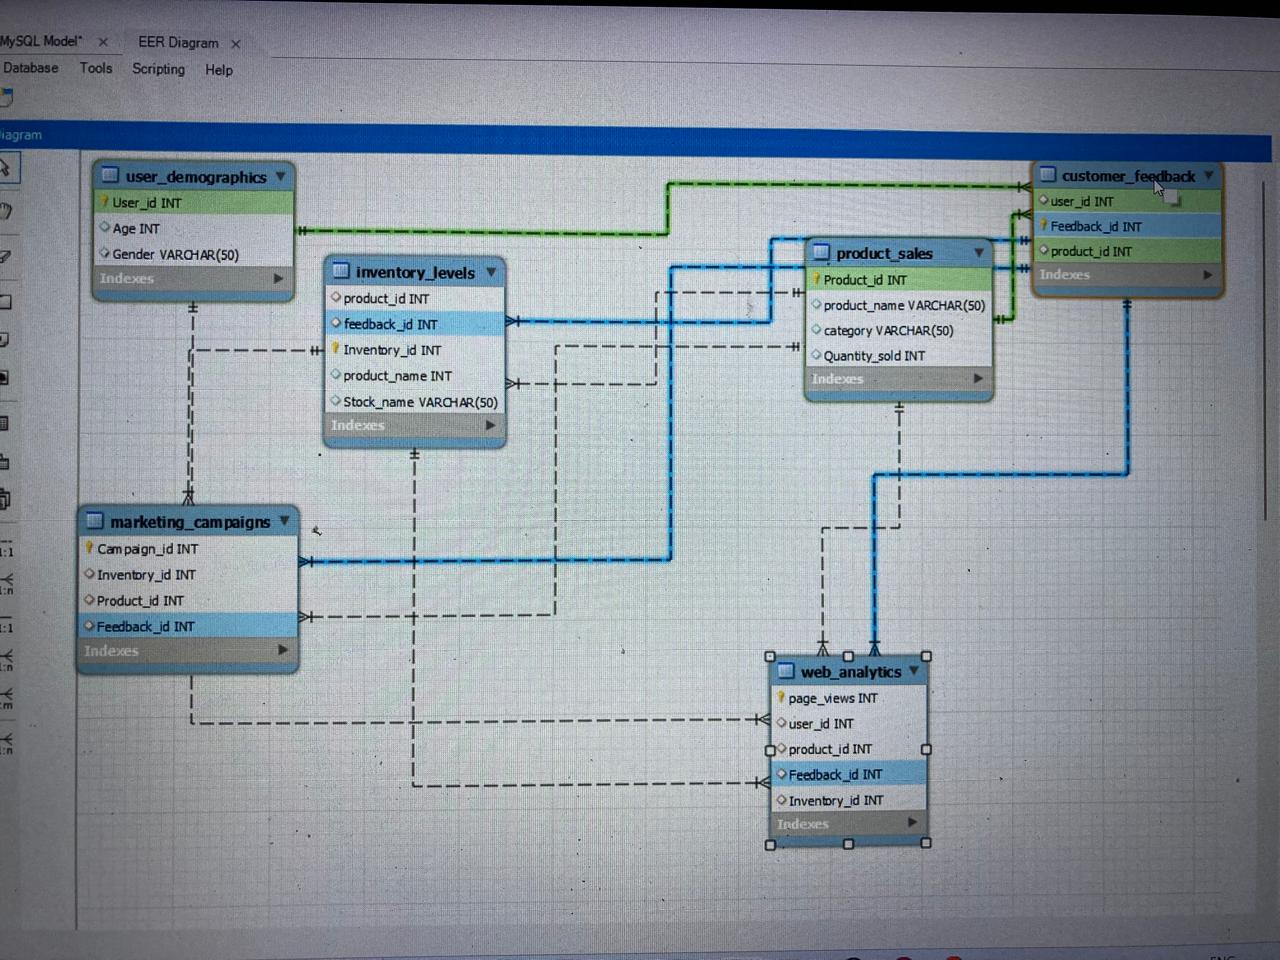 MySQL Model* ×
EER Diagram ×
Database Tools Scripting Help
iagram
user_demographics
User_id INT
Age INT
Gender VARCHAR(50)
Indexes
inventory_levels
product_id INT
feedback_id INT
Inventory_id INT
product_name INT
Stock_name VARCHAR(50)
Indexes
product_sales
Product_id INT
product_name VARCHAR(50)
category VARCHAR(50)
Quantity_sold INT
Indexes
customer_feedback
user_id INT
Feedback_id INT
product_id INT
Indexes
marketing_campaigns
Campaign_id INT
Inventory_id INT
Product_id INT
Feedback_id INT
Indexes
web_analytics
page_views INT
user_id INT
product_id INT
Feedback_id INT
Inventory_id INT
Indexes
1:1
:n
1:1
:n
:m
:n